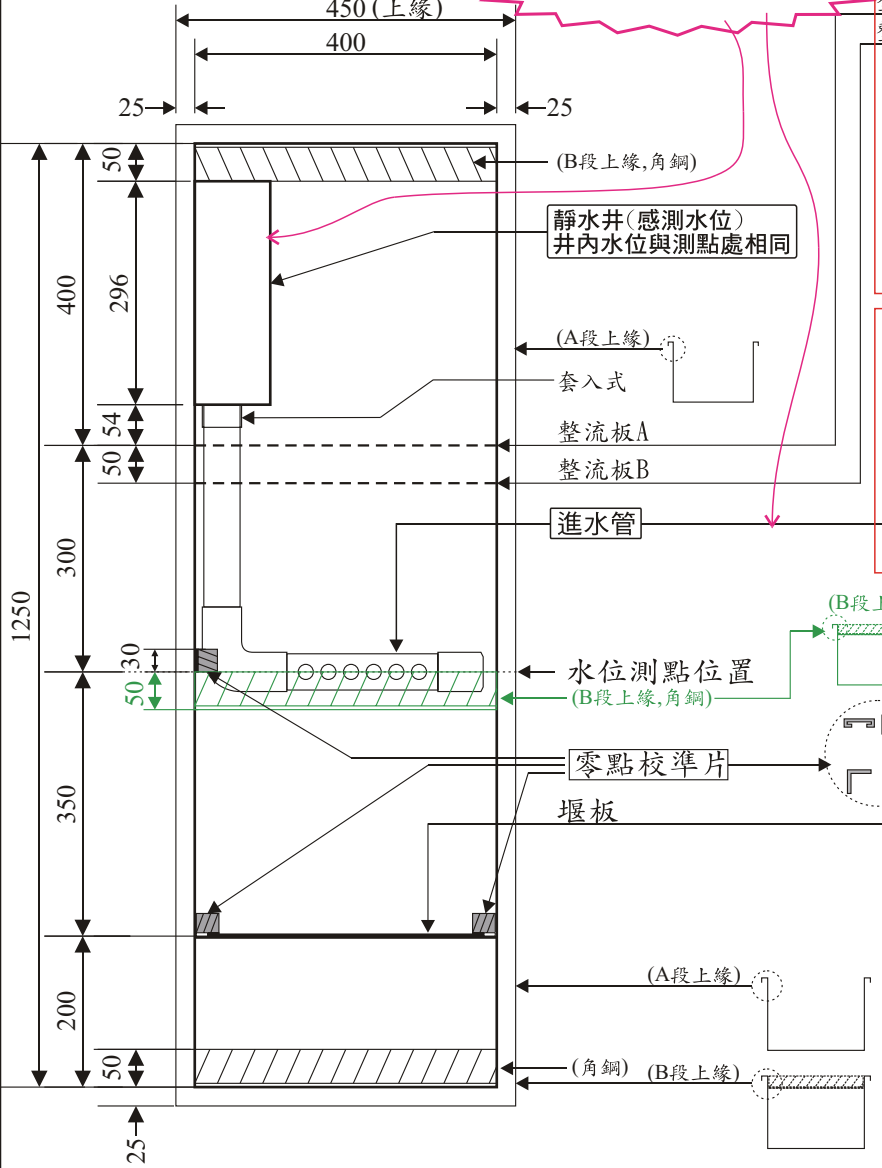 450 (上緣)
400
25
25
50
(B段上緣,角鋼)
靜水井(感測水位)
井內水位與測點處相同
400
296
(A段上緣)
套入式
54
整流板A
50
整流板B
進水管
300
1250
(B段上
30
水位測點位置
50
(B段上緣,角鋼)
零點校準片
350
堰板
(A段上緣)
200
50
(角鋼)
(B段上緣)
25